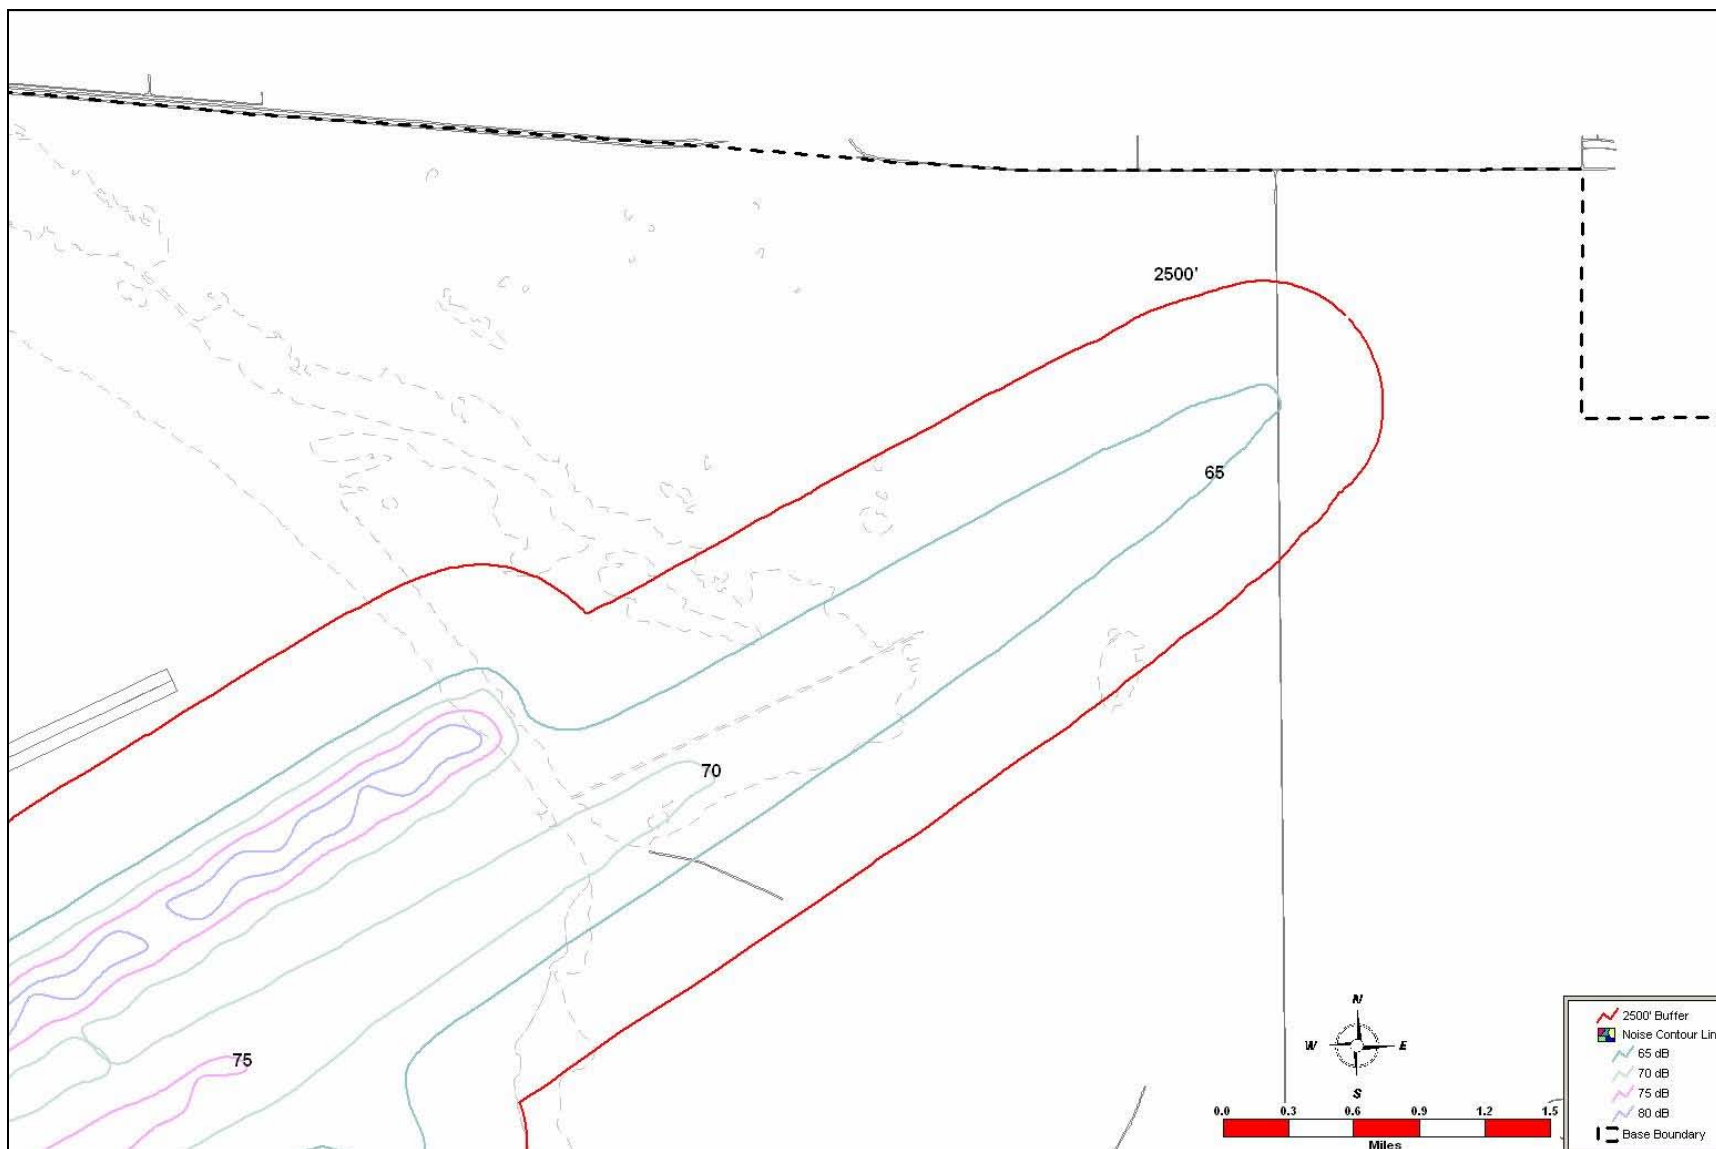 2500'
65
70
75
N
W E
S
0.0 0.3 0.6 0.9 1.2 1.5
Miles
2500' Buffer
Noise Contour Lin
65 dB
70 dB
75 dB
80 dB
Base Boundary